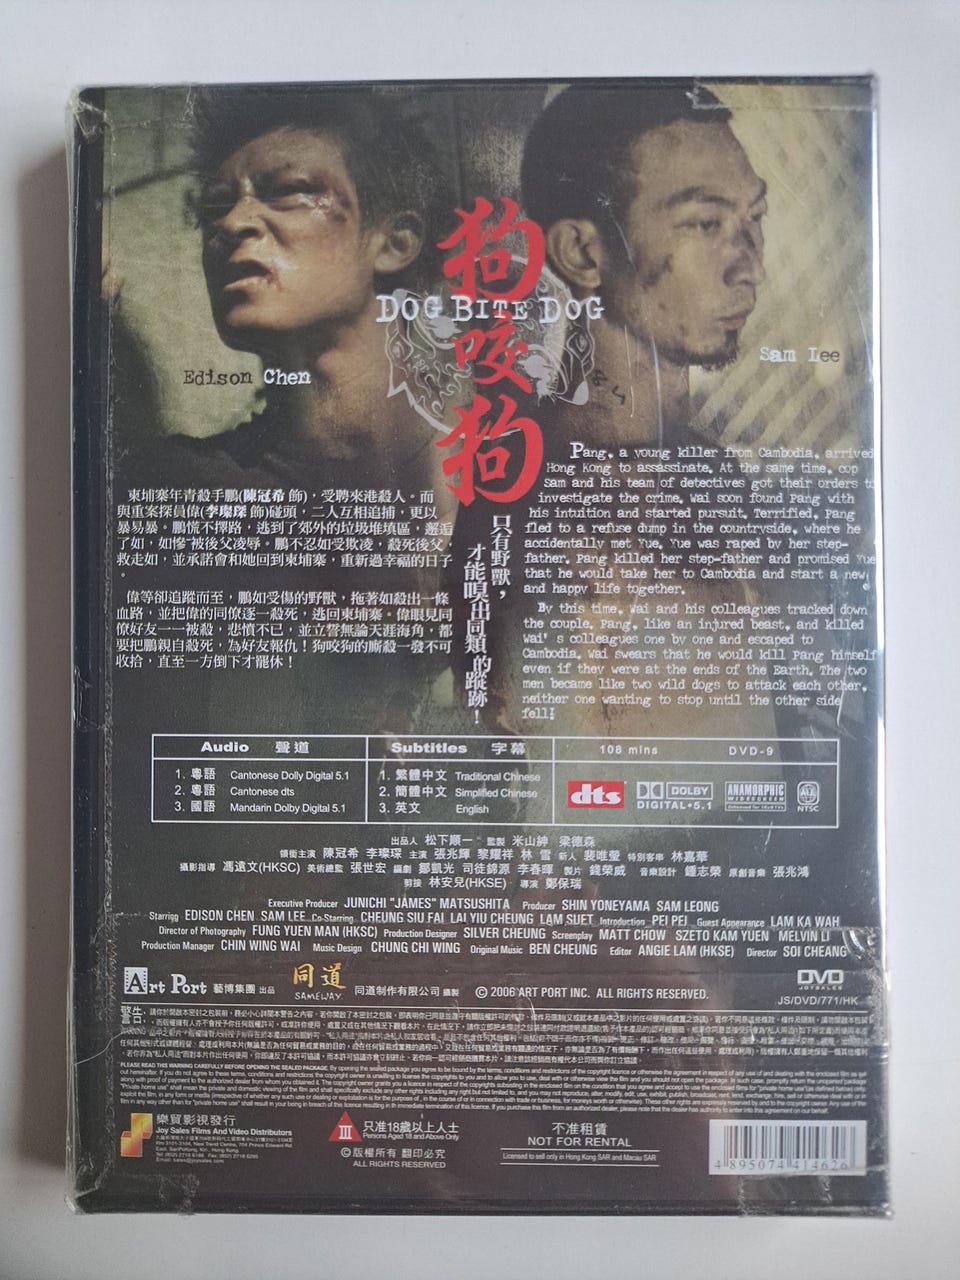 狗咬狗
DOG BITE DOG
Edison Chen
Sam Lee
柬埔寨年青殺手鵬(陳冠希 飾)，受聘來港殺人。而
與重案探員偉(李璨琛 飾)碰頭，二人互相追捕，更以
暴易暴。鵬慌不擇路，逃到了郊外的垃圾堆填區，邂逅
了如，如慘被後父凌辱。鵬不忍如受欺凌，殺死後父，
救走如，並承諾會和她回到柬埔寨，重新過幸福的日子
。
偉等卻追蹤而至，鵬如受傷的野獸，拖著如殺出一條
血路，並把偉的同僚逐一殺死，逃回柬埔寨。偉眼見同
僚好友一一被殺，悲憤不已，並立誓無論天涯海角，都
要把鵬親自殺死，為好友報仇！狗咬狗的廝殺一發不可
收拾，直至一方倒下才罷休！
只有野獸，
才能嗅出同類的蹤跡！
Pang, a young killer from Cambodia, arrived
Hong Kong to assassinate. At the same time, cop
Sam and his team of detectives got their orders to
investigate the crime. Wai soon found Pang with
his intuition and started pursuit. Terrified, Pang
fled to a refuse dump in the countryside, where he
accidentally met Yue. Yue was raped by her step-
father. Pang killed her step-father and promised Yue
that he would take her to Cambodia and start a new
and happy life together.
By this time, Wai and his colleagues tracked down
the couple. Pang, like an injured beast, and killed
Wai' s colleagues one by one and escaped to
Cambodia. Wai swears that he would kill Pang himself
even if they were at the ends of the Earth. The two
men became like two wild dogs to attack each other,
neither one wanting to stop until the other side
fell!
Audio 聲道
1. 粵語 Cantonese Dolly Digital 5.1
2. 粵語 Cantonese dts
3. 國語 Mandarin Dolby Digital 5.1
Subtitles 字幕
1. 繁體中文 Traditional Chinese
2. 簡體中文 Simplified Chinese
3. 英文 English
108 mins DVD-9
dts
DOLBY
DIGITAL•5.1
ANAMORPHIC
WIDESCREEN
ALL
NTSC
出品人 松下順一 監製 米山紳 梁德森
領銜主演 陳冠希 李璨琛 主演 張兆輝 黎耀祥 林雪 新人 裴唯瑩 特別客串 林嘉華
攝影指導 馮遠文(HKSC) 美術總監 張世宏 編劇 鄒凱光 司徒錦源 李春暉 製片 錢榮威 音樂設計 鍾志榮 原創音樂 張兆鴻
剪接 林安兒(HKSE) 導演 鄭保瑞
Executive Producer JUNICHI "JAMES" MATSUSHITA Producer SHIN YONEYAMA SAM LEONG
Starring EDISON CHEN SAM LEE Co-Starring CHEUNG SIU FAI LAI YIU CHEUNG LAM SUET Introduction PEI PEI Guest Appearance LAM KA WAH
Director of Photography FUNG YUEN MAN (HKSC) Production Designer SILVER CHEUNG Screenplay MATT CHOW SZETO KAM YUEN MELVIN LI
Production Manager CHIN WING WAI Music Design CHUNG CHI WING Original Music BEN CHEUNG Editor ANGIE LAM (HKSE) Director SOI CHEANG
Art Port 藝博集團 出品 同道 SAMEWAY 同道制作有限公司 攝製 © 2006 ART PORT INC. ALL RIGHTS RESERVED.
DVD
JOYSALES
JS/DVD/771/HK
警告:
PLEASE READ THIS WARNING CAREFULLY BEFORE OPENING THE SEALED PACKAGE.
樂貿影視發行
Joy Sales Films And Video Distributors
III
只准18歲以上人士
Persons Aged 18 and Above Only
©版權所有 翻印必究
ALL RIGHTS RESERVED
不准租賃
NOT FOR RENTAL
Licensed to sell only in Hong Kong SAR and Macau SAR
4 895074 414626